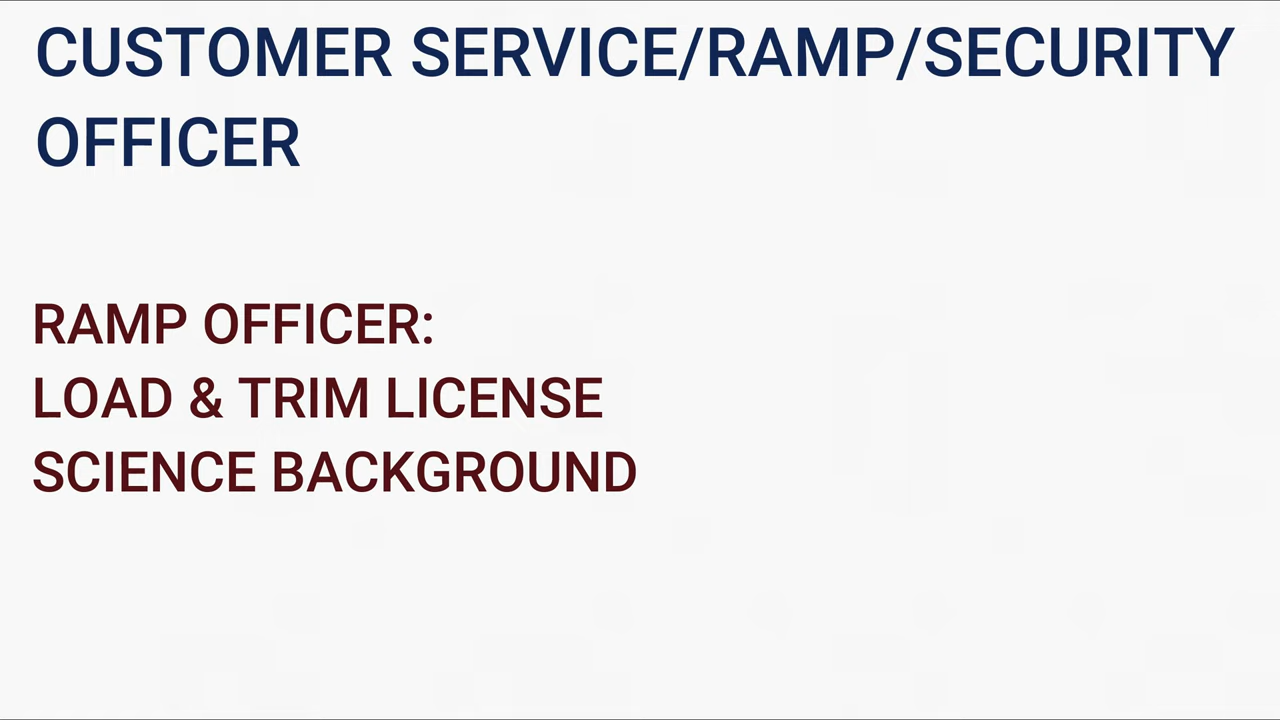 CUSTOMER SERVICE/RAMP/SECURITY
OFFICER
RAMP OFFICER:
LOAD & TRIM LICENSE
SCIENCE BACKGROUND